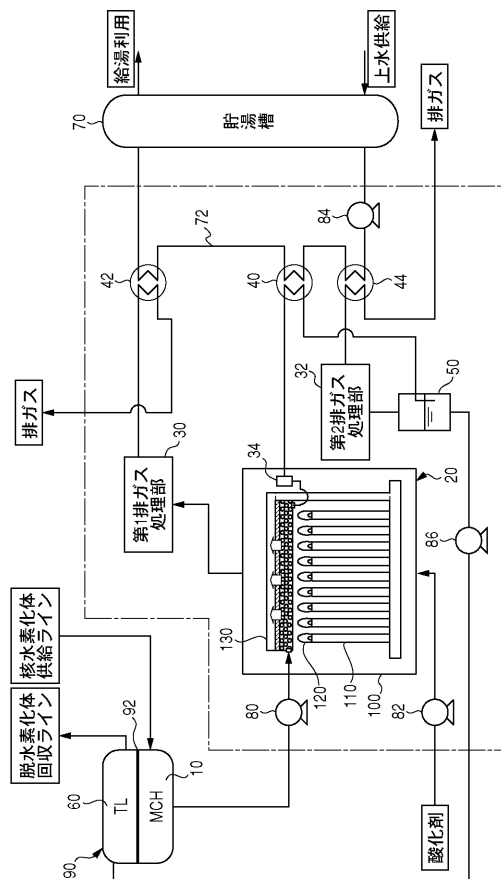 脱水素化体
回収ライン
核水素化体
供給ライン
排ガス
給湯利用
上水供給
排ガス
90
60
TL
92
MCH
10
第1排ガス
処理部
30
42
72
70
貯湯槽
84
40
44
32
第2排ガス
処理部
50
34
130
120
110
100
20
80
82
86
酸化剤